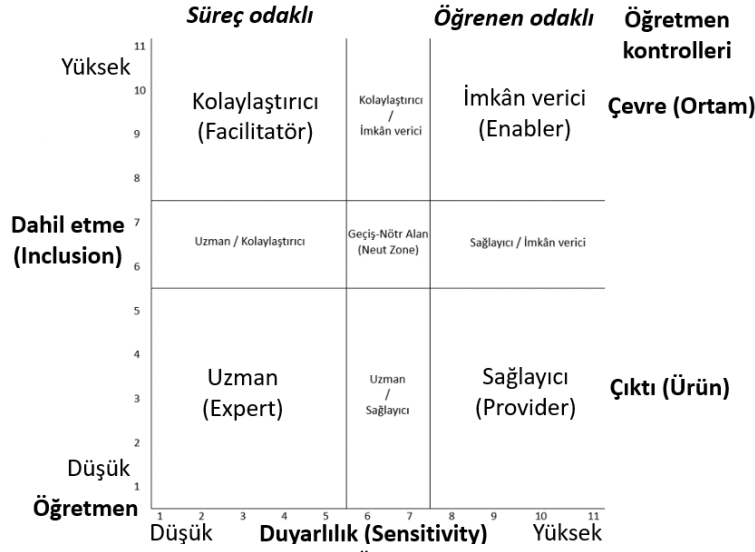 Süreç odaklı
Öğrenen odaklı
Öğretmen
kontrolleri
11
Yüksek
10
9
8
7
6
5
4
3
2
Düşük
1
Kolaylaştırıcı
(Facilitatör)
Kolaylaştırıcı
/
İmkân verici
İmkân verici
(Enabler)
Çevre (Ortam)
Dahil etme
(Inclusion)
Uzman / Kolaylaştırıcı
Geçiş-Nötr Alan
(Neut Zone)
Sağlayıcı / İmkân verici
Uzman
(Expert)
Uzman
/
Sağlayıcı
Sağlayıcı
(Provider)
Çıktı (Ürün)
Öğretmen
1 2 3 4 5 6 7 8 9 10 11
Düşük
Duyarlılık (Sensitivity)
Yüksek